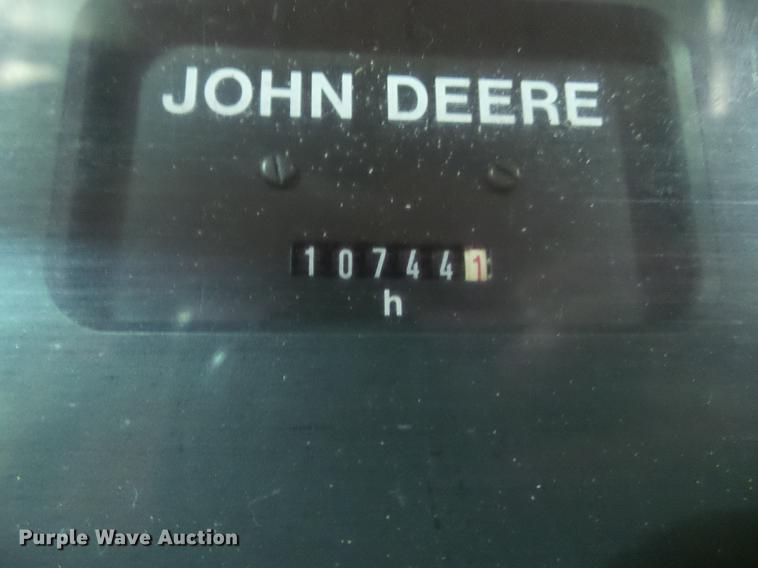 JOHN DEERE
107441
h
Purple Wave Auction